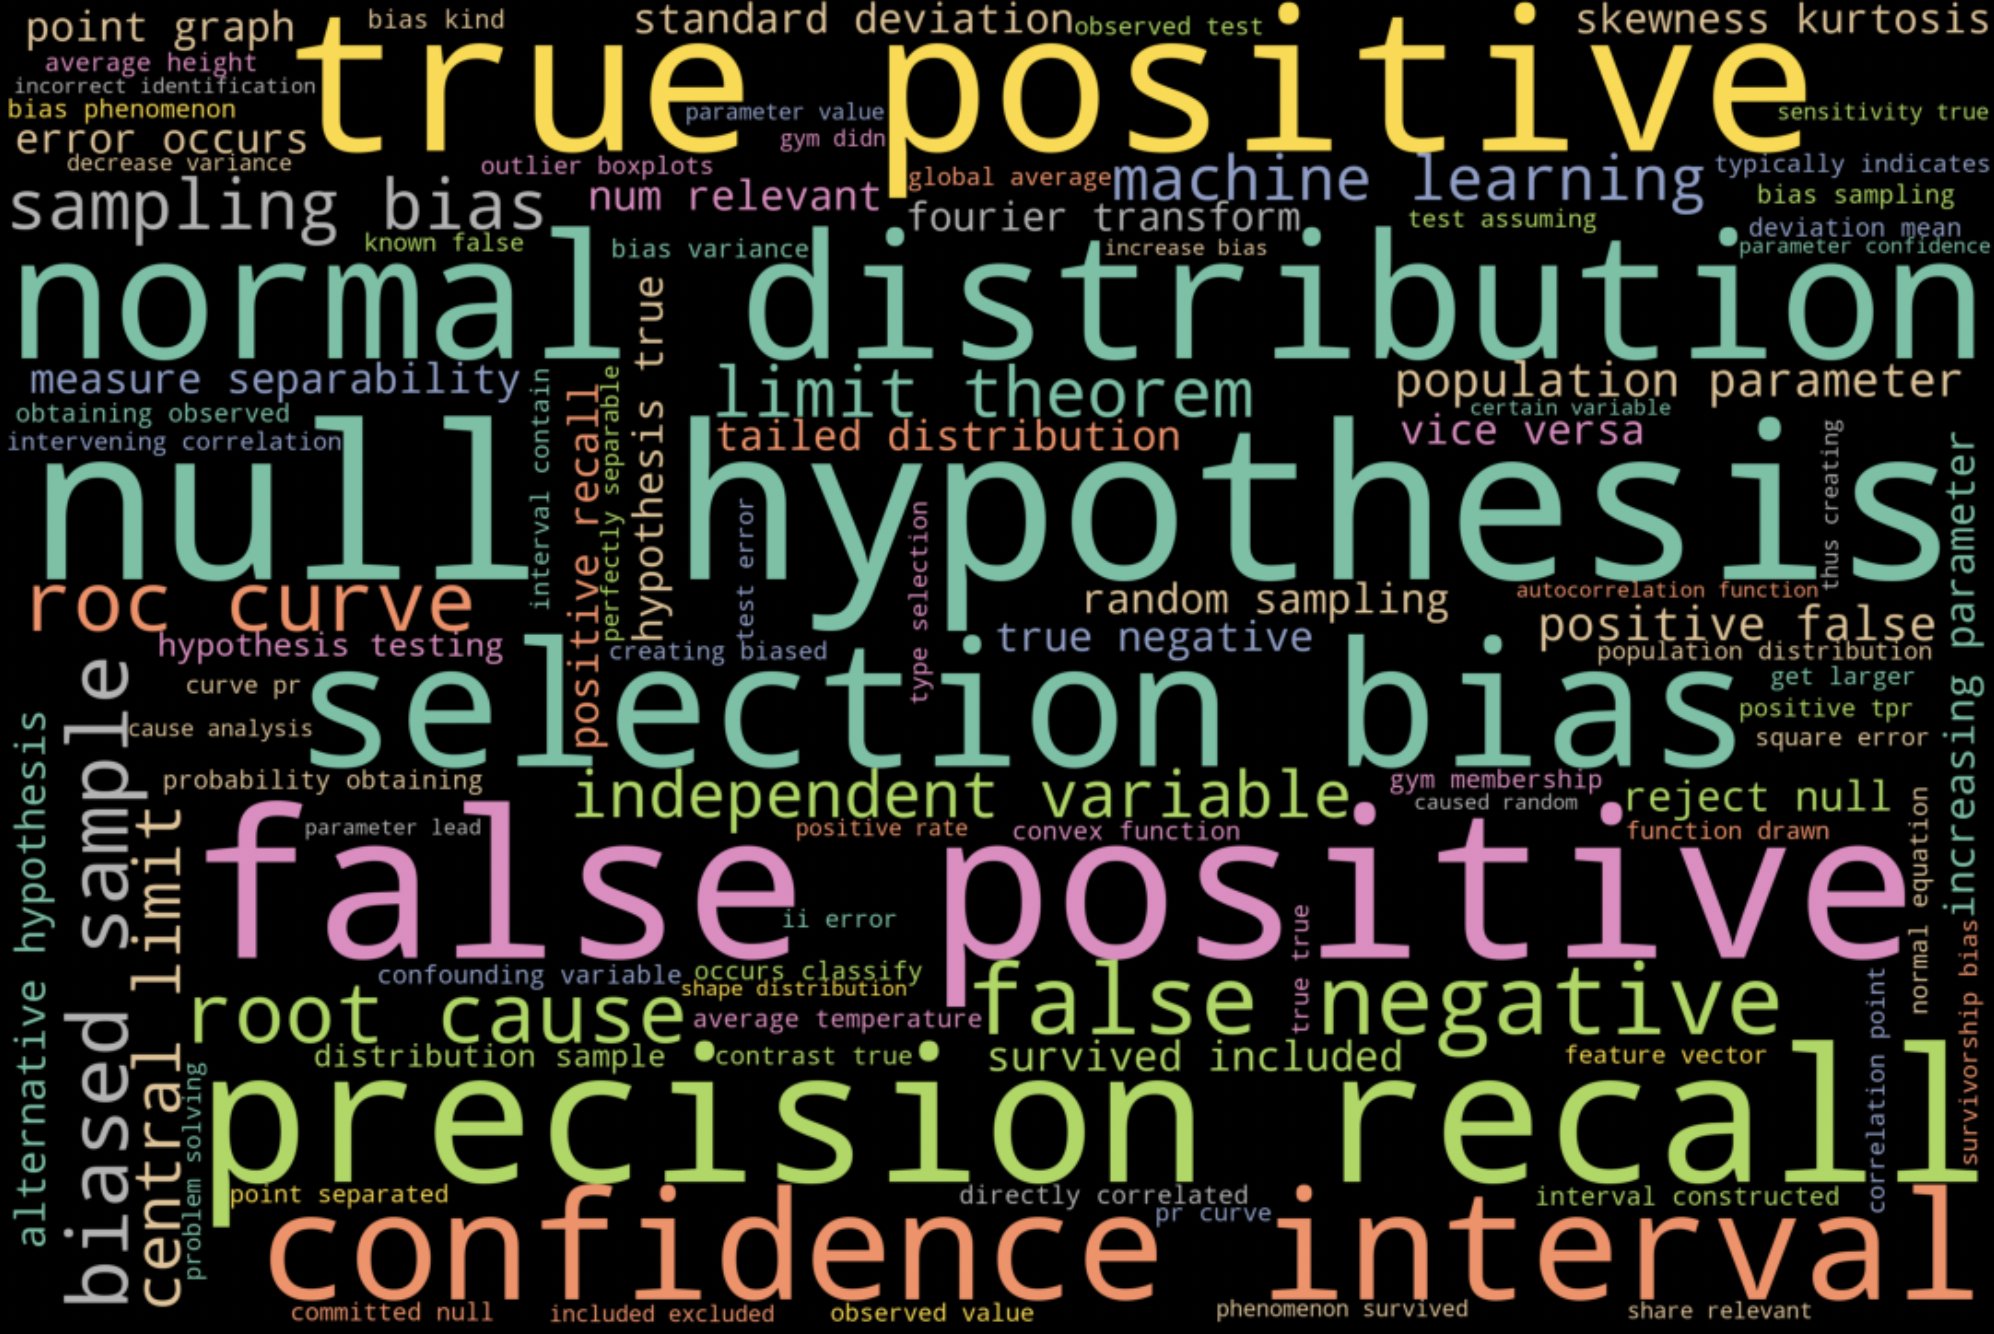 point graph
bias kind
standard deviation
observed test
skewness kurtosis
true positive
average height
incorrect identification
bias phenomenon
parameter value
sensitivity true
error occurs
gym didn
decrease variance
outlier boxplots
global average
machine learning
typically indicates
sampling bias
num relevant
bias sampling
fourier transform
test assuming
deviation mean
known false
bias variance
increase bias
parameter confidence
normal distribution
hypothesis true
measure separability
limit theorem
population parameter
obtaining observed
certain variable
intervening correlation
interval contain
positive recall
perfectly separable
tailed distribution
vice versa
thus creating
null hypothesis
test error
type selection
increasing parameter
roc curve
random sampling
autocorrelation function
positive false
hypothesis testing
creating biased
true negative
population distribution
curve pr
selection bias
get larger
positive tpr
cause analysis
square error
alternative hypothesis
biased sample
central limit
probability obtaining
independent variable
gym membership
caused random
reject null
parameter lead
positive rate
convex function
function drawn
normal equation
false positive
ii error
true true
survivorship bias
confounding variable
occurs classify
shape distribution
root cause
average temperature
false negative
correlation point
distribution sample
contrast true
survived included
feature vector
problem solving
precision recall
point separated
directly correlated
pr curve
interval constructed
confidence interval
committed null
included excluded
observed value
phenomenon survived
share relevant